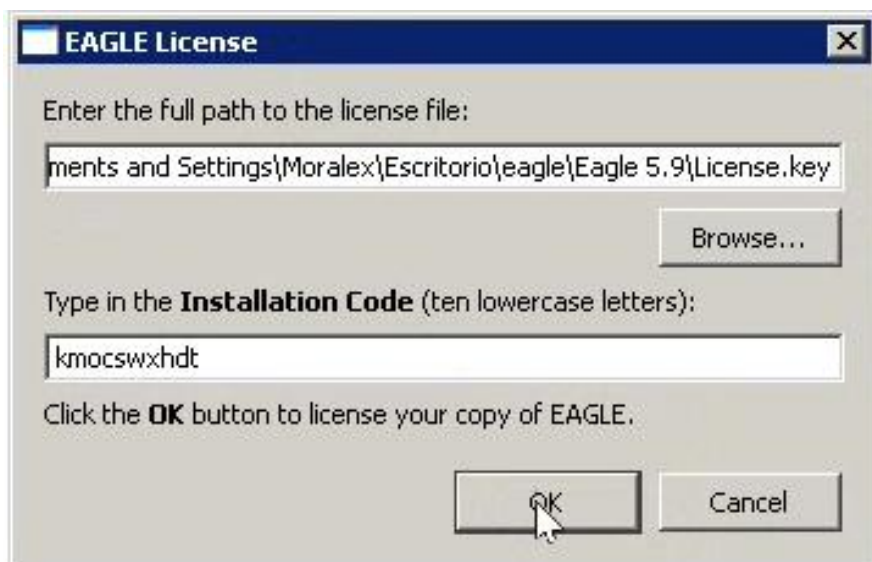 EAGLE License
Enter the full path to the license file:
ments and Settings\Moralex\Escritorio\eagle\Eagle 5.9\License.key
Browse...
Type in the Installation Code (ten lowercase letters):
kmocswxhdt
Click the OK button to license your copy of EAGLE.
OK Cancel